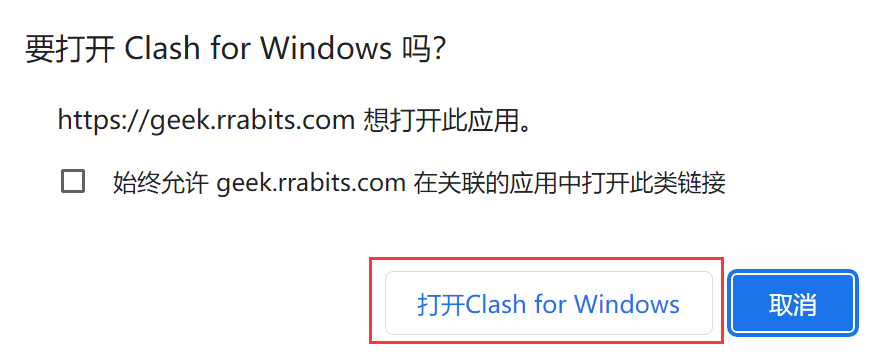 要打开 Clash for Windows 吗？
https://geek.rrabits.com 想打开此应用。
始终允许 geek.rrabits.com 在关联的应用中打开此类链接
打开Clash for Windows 取消